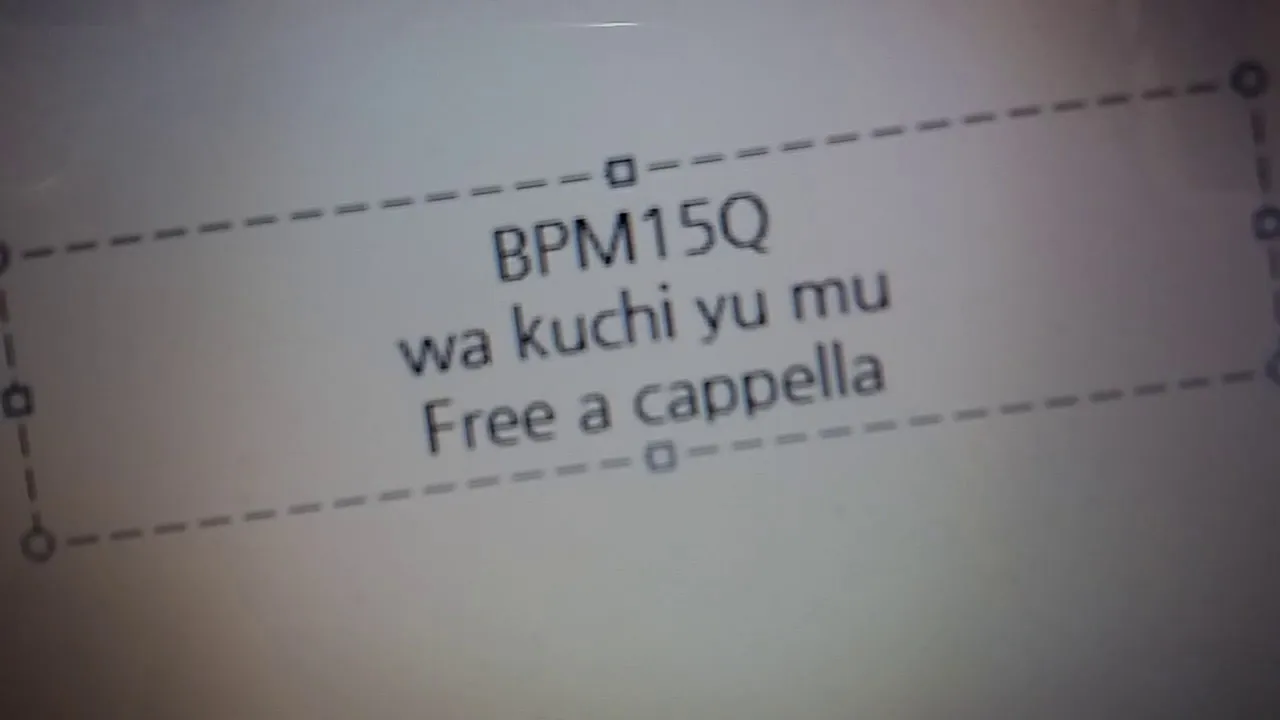 BPM15Q
wa kuchi yu mu
Free a cappella